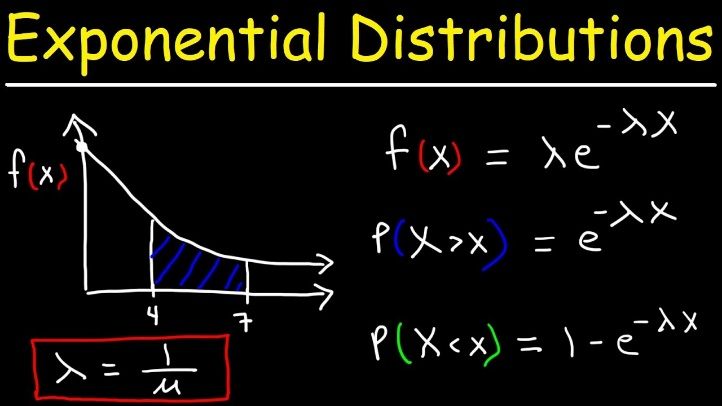 Exponential Distributions
f(x)
4 7
λ = 1/μ
f(x) = λe^-λx
P(X>x) = e^-λx
P(X<x) = 1-e^-λx